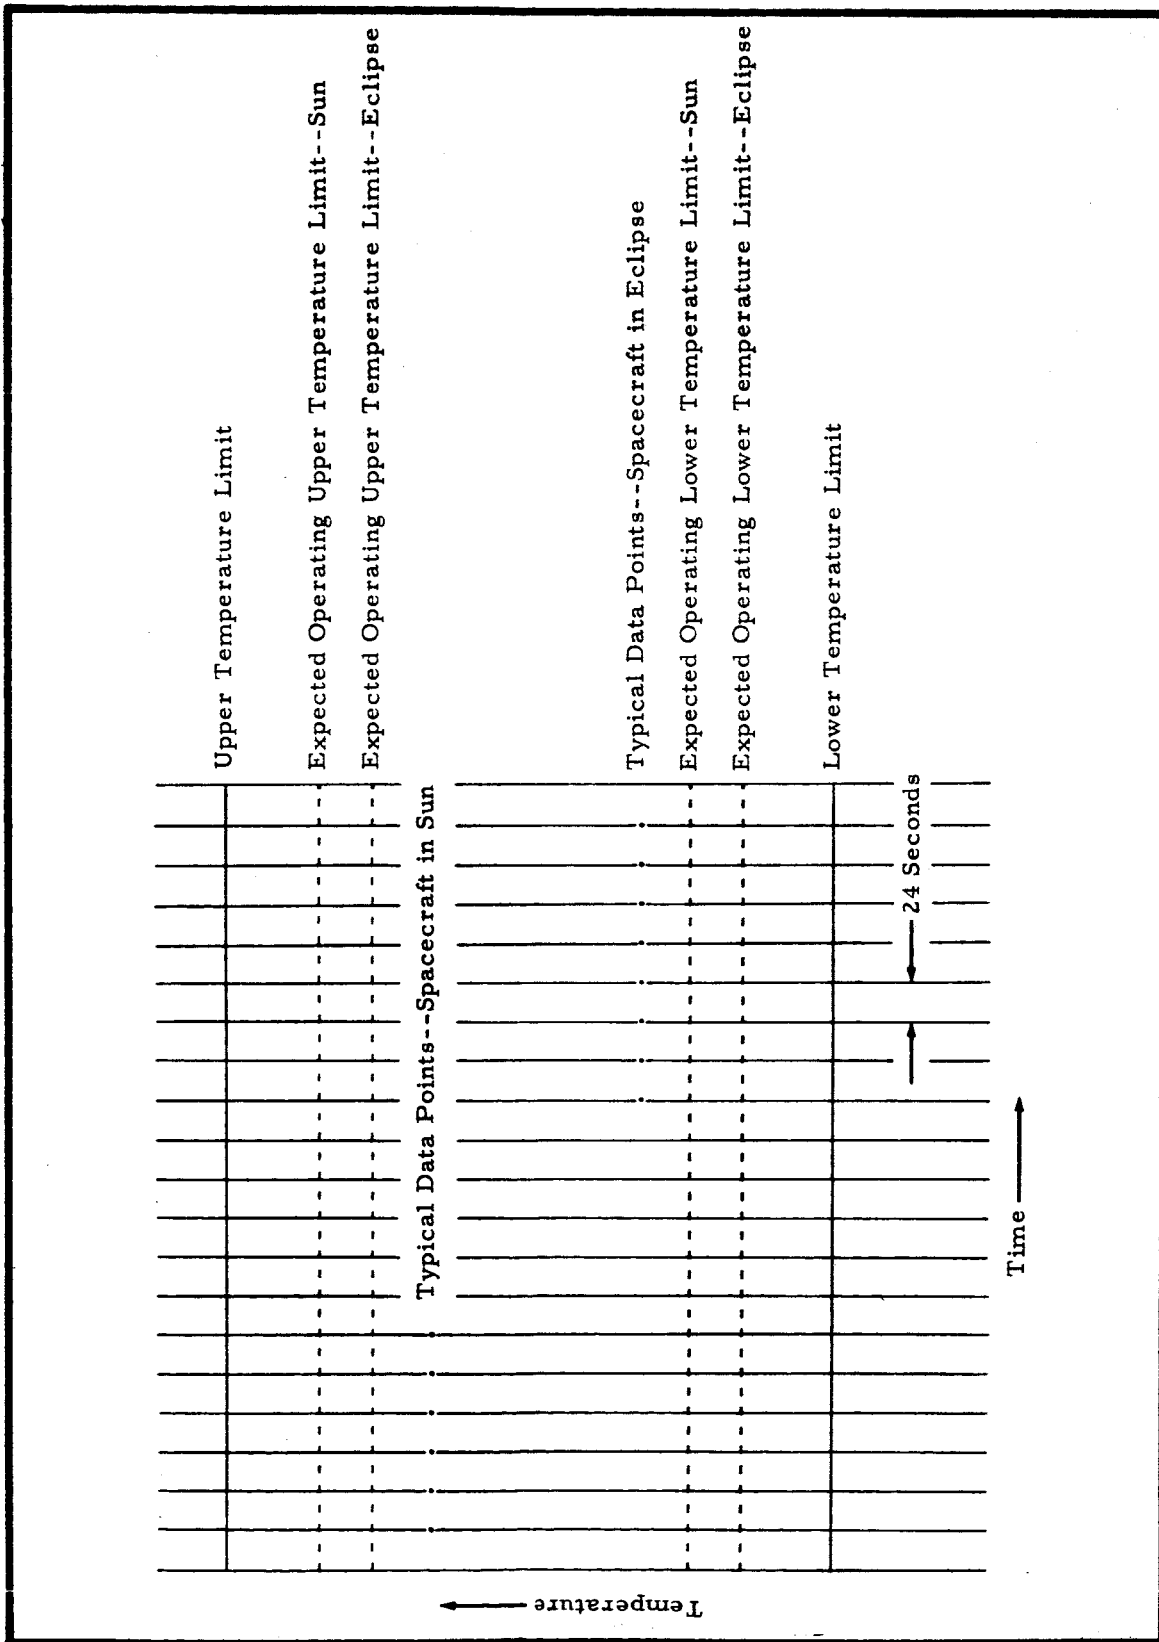 Upper Temperature Limit
Expected Operating Upper Temperature Limit--Sun
Expected Operating Upper Temperature Limit--Eclipse
Typical Data Points--Spacecraft in Sun
Typical Data Points--Spacecraft in Eclipse
Expected Operating Lower Temperature Limit--Sun
Expected Operating Lower Temperature Limit--Eclipse
Lower Temperature Limit
24 Seconds
Time
Temperature